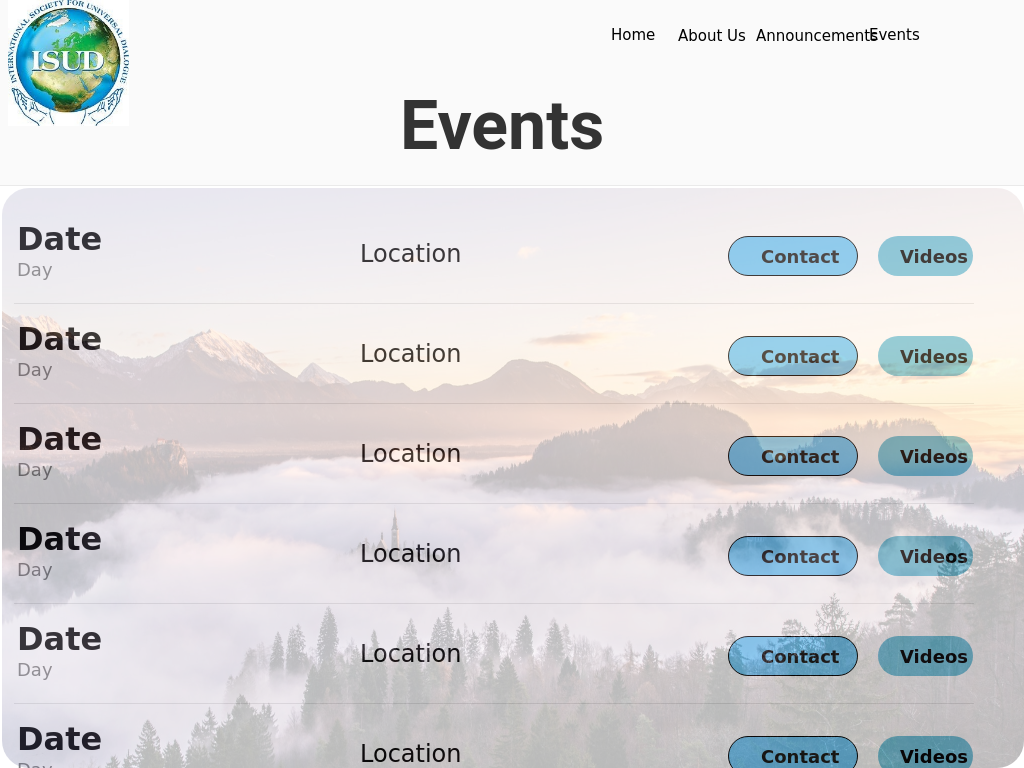 INTERNATIONAL SOCIETY FOR UNIVERSAL DIALOGUE
ISUD
Home About Us Announcements Events
Events
Date
Day
Location
Contact Videos
Date
Day
Location
Contact Videos
Date
Day
Location
Contact Videos
Date
Day
Location
Contact Videos
Date
Day
Location
Contact Videos
Date
Day
Location
Contact Videos